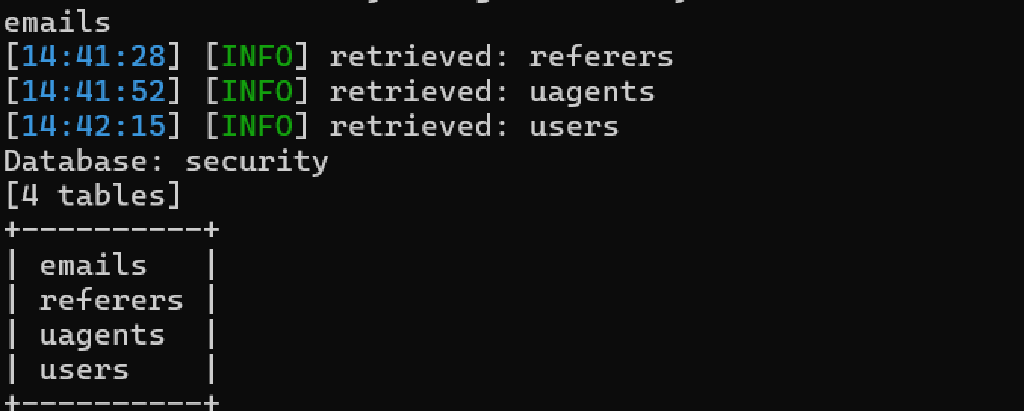 emails
[14:41:28] [INFO] retrieved: referers
[14:41:52] [INFO] retrieved: uagents
[14:42:15] [INFO] retrieved: users
Database: security
[4 tables]
+----------+
| emails   |
| referers |
| uagents  |
| users    |
+----------+